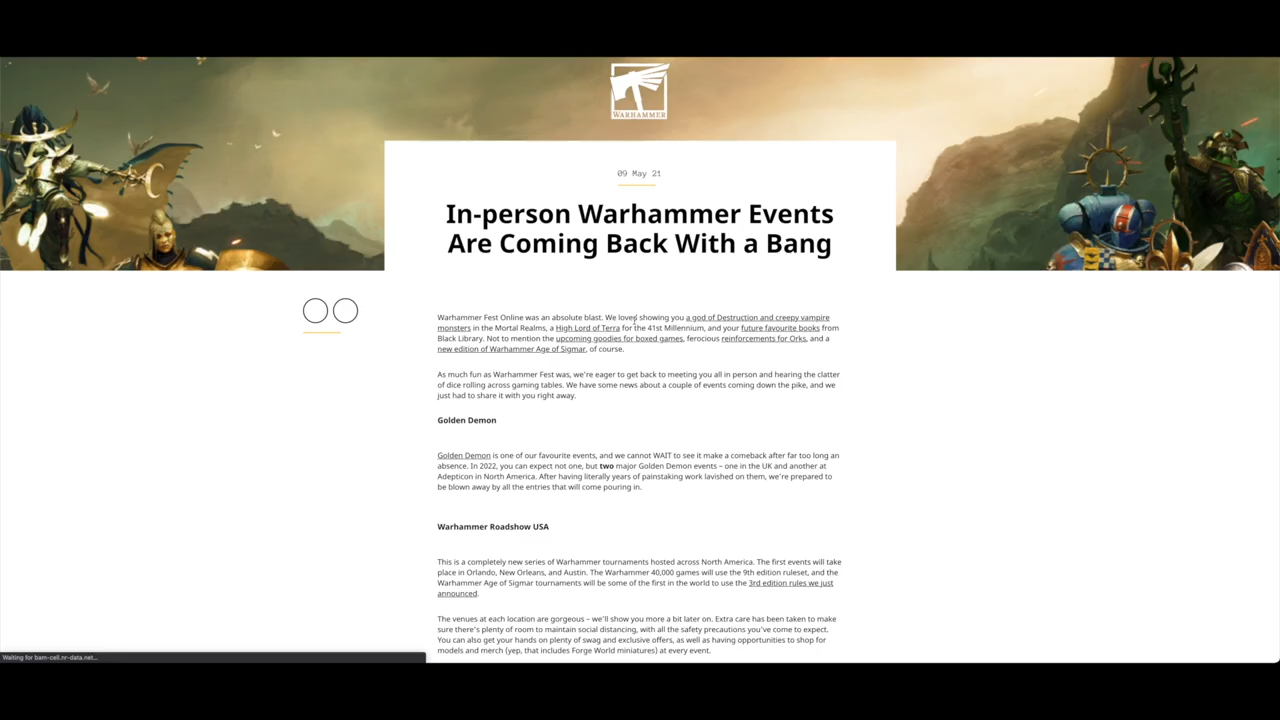 WARHAMMER
09 May 21
In-person Warhammer Events
Are Coming Back With a Bang
Warhammer Fest Online was an absolute blast. We loved showing you a god of Destruction and creepy vampire
monsters in the Mortal Realms, a High Lord of Terra for the 41st Millennium, and your future favourite books from
Black Library. Not to mention the upcoming goodies for boxed games, ferocious reinforcements for Orks, and a
new edition of Warhammer Age of Sigmar, of course.
As much fun as Warhammer Fest was, we're eager to get back to meeting you all in person and hearing the clatter
of dice rolling across gaming tables. We have some news about a couple of events coming down the pike, and we
just had to share it with you right away.
Golden Demon
Golden Demon is one of our favourite events, and we cannot WAIT to see it make a comeback after far too long an
absence. In 2022, you can expect not one, but two major Golden Demon events – one in the UK and another at
Adepticon in North America. After having literally years of painstaking work lavished on them, we're prepared to
be blown away by all the entries that will come pouring in.
Warhammer Roadshow USA
This is a completely new series of Warhammer tournaments hosted across North America. The first events will take
place in Orlando, New Orleans, and Austin. The Warhammer 40,000 games will use the 9th edition ruleset, and the
Warhammer Age of Sigmar tournaments will be some of the first in the world to use the 3rd edition rules we just
announced.
The venues at each location are gorgeous – we'll show you more a bit later on. Extra care has been taken to make
sure there's plenty of room to maintain social distancing, with all the safety precautions you've come to expect.
You can also get your hands on plenty of swag and exclusive offers, as well as having opportunities to shop for
models and merch (yep, that includes Forge World miniatures) at every event.
Waiting for bam-cell.nr-data.net...